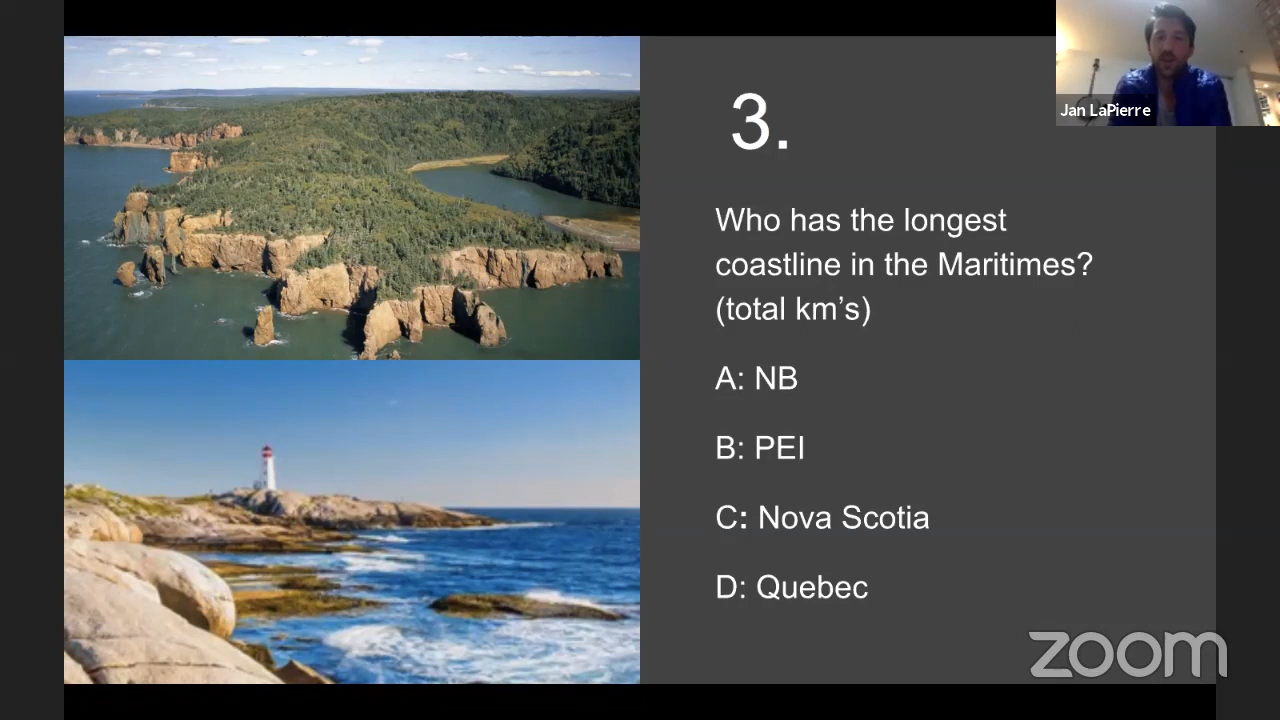 3.
Jan LaPierre
Who has the longest
coastline in the Maritimes?
(total km’s)
A: NB
B: PEI
C: Nova Scotia
D: Quebec
zoom